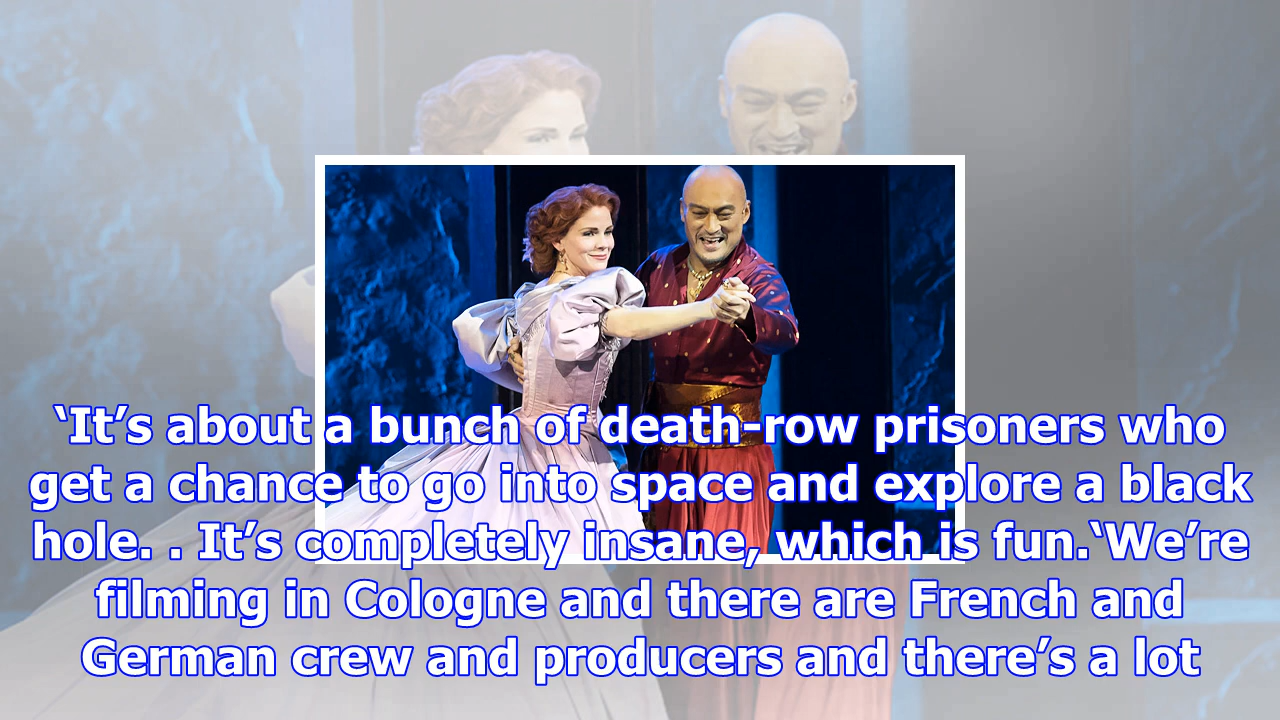 ‘It’s about a bunch of death-row prisoners who
get a chance to go into space and explore a black
hole. . It’s completely insane, which is fun.‘We’re
filming in Cologne and there are French and
German crew and producers and there’s a lot